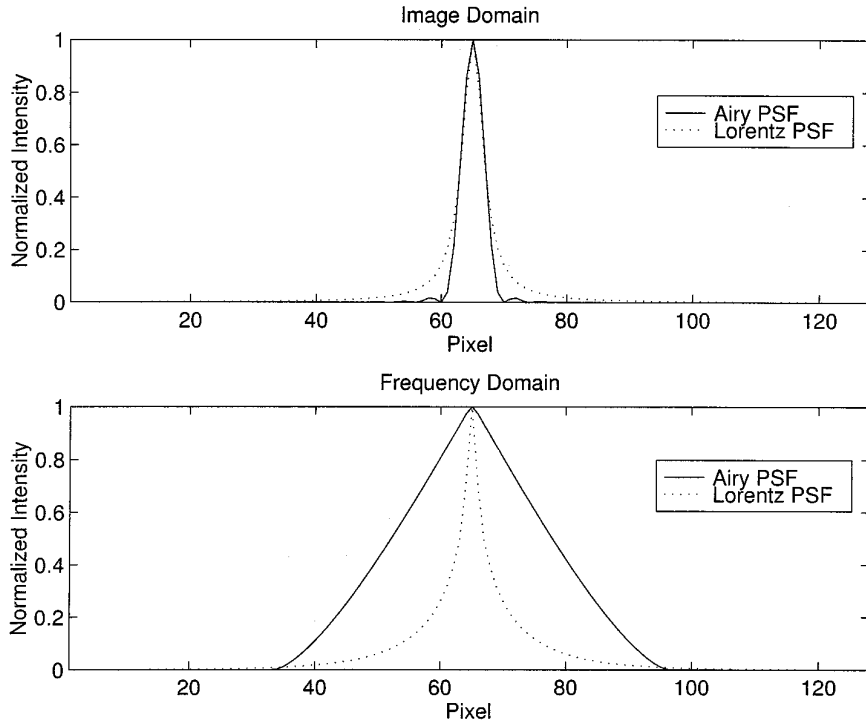 Image Domain
1
0.8
0.6
0.4
0.2
0
Normalized Intensity
Airy PSF
Lorentz PSF
20 40 60 80 100 120
Pixel
Frequency Domain
1
0.8
0.6
0.4
0.2
0
Normalized Intensity
Airy PSF
Lorentz PSF
20 40 60 80 100 120
Pixel